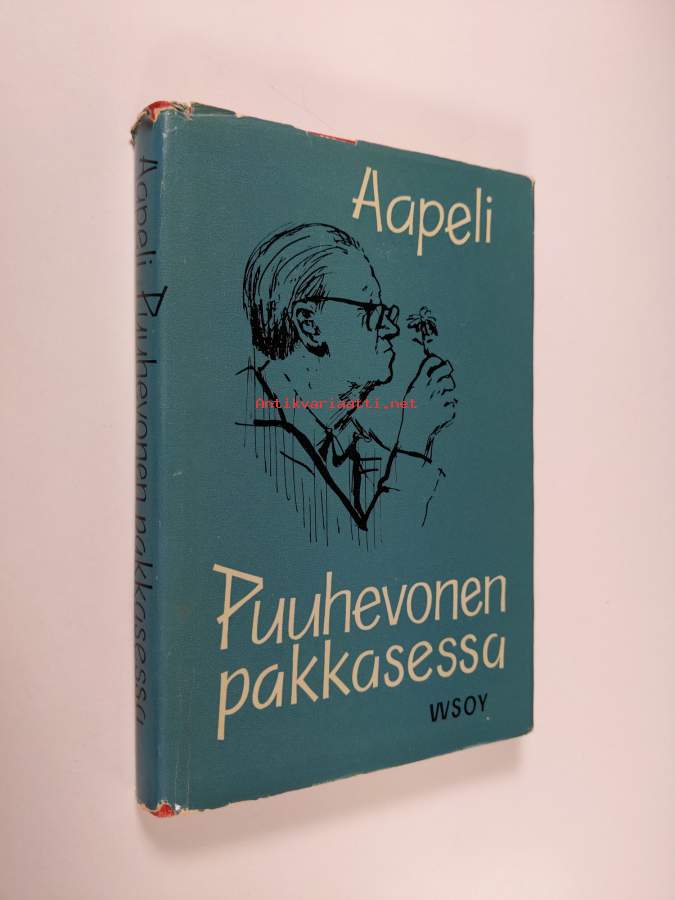 Aapeli Puuhevonen pakkasessa
Aapeli
Antikvariaatti.net
Puuhevonen
pakkasessa
WSOY